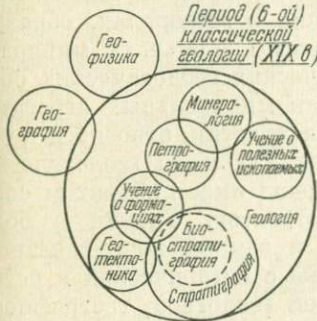 Период (6-ой)
классической
геологии (XIX в)
Гео-
физика
Гео-
графия
Минера-
логия
Петро-
графия
Учение о
полезных
ископаемых
Учение
о форма-
циях
Геология
Био-
страти-
графия
Гео-
текто-
ника
Стратиграфия